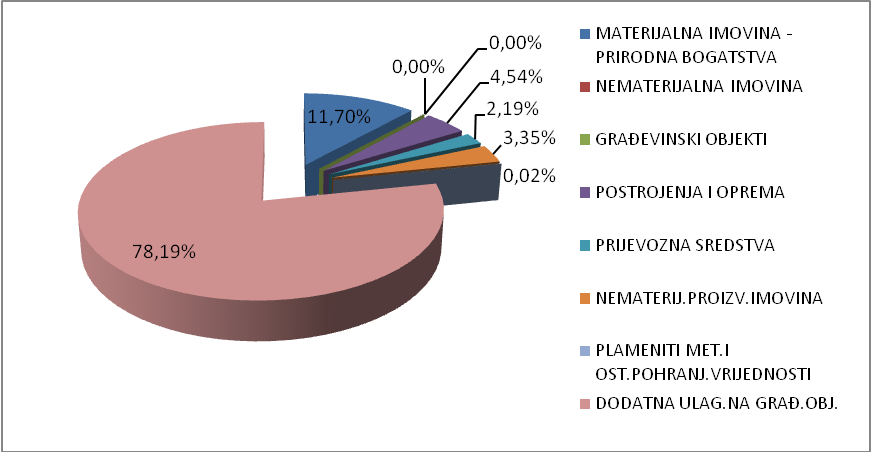 11,70%
0,00%
0,00%
4,54%
2,19%
3,35%
0,02%
78,19%
MATERIJALNA IMOVINA -
PRIRODNA BOGATSTVA
NEMATERIJALNA IMOVINA
GRAĐEVINSKI OBJEKTI
POSTROJENJA I OPREMA
PRIJEVOZNA SREDSTVA
NEMATERIJ.PROIZV.IMOVINA
PLAMENITI MET.I
OST.POHRANJ.VRIJEDNOSTI
DODATNA ULAG.NA GRAĐ.OBJ.